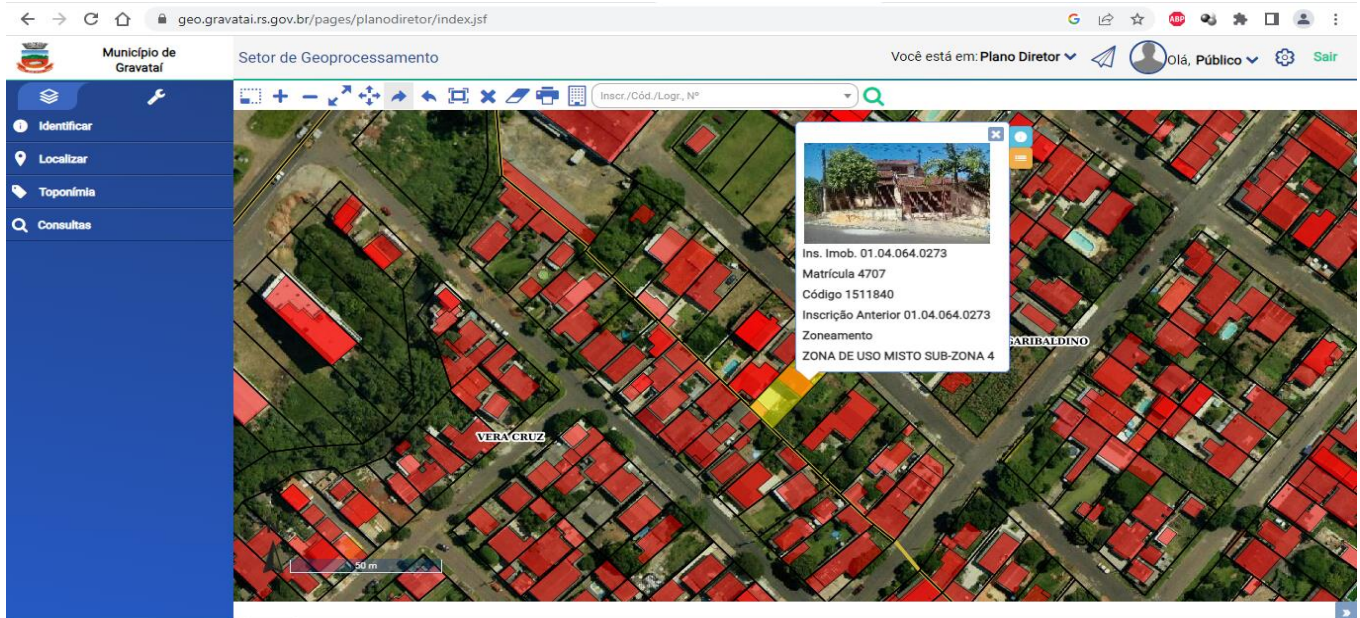 geo.gravatai.rs.gov.br/pages/planodiretor/index.jsf
ABP
Município de
Gravataí
Setor de Geoprocessamento
Você está em: Plano Diretor
Olá, Público
Sair
Inscr./Cód./Logr., Nº
Identificar
Localizar
Toponímia
Consultas
Ins. Imob. 01.04.064.0273
Matrícula 4707
Código 1511840
Inscrição Anterior 01.04.064.0273
Zoneamento
ZONA DE USO MISTO SUB-ZONA 4
GARIBALDINO
VERA CRUZ
50 m